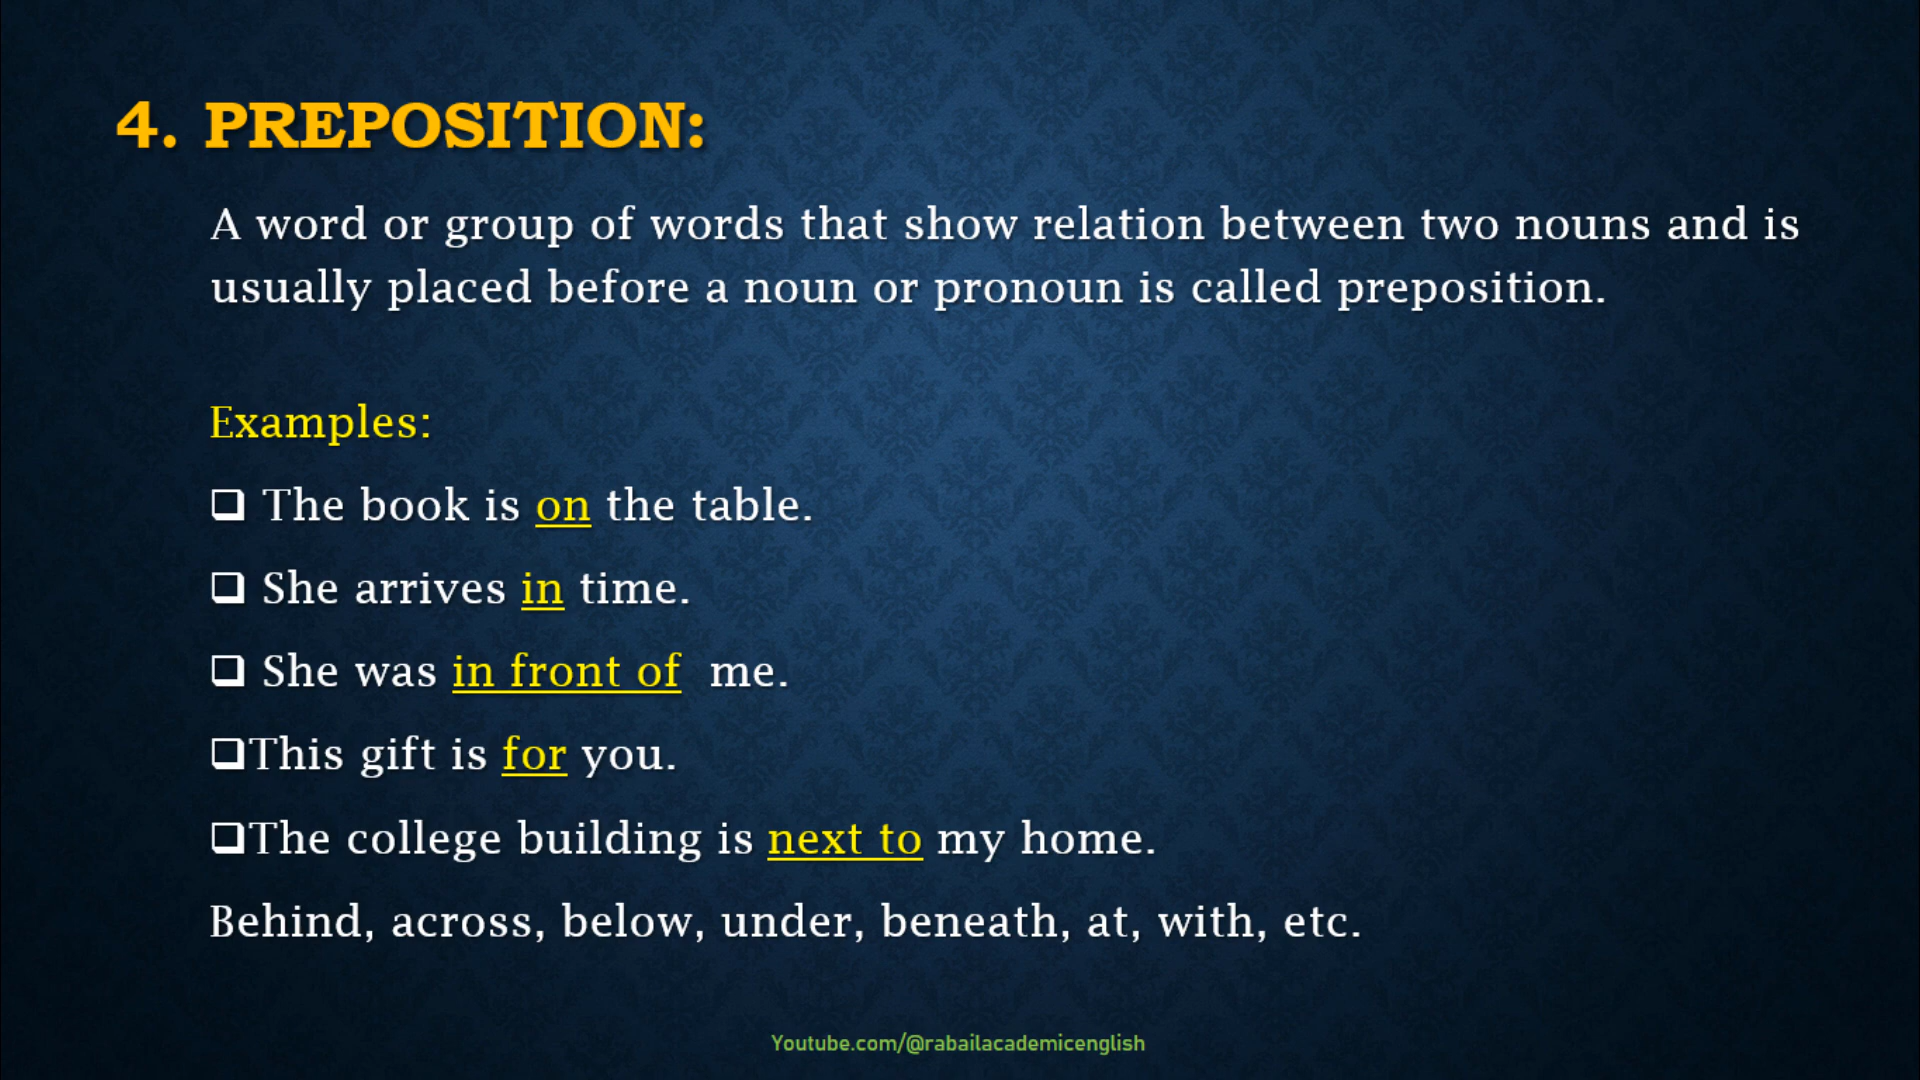 4. PREPOSITION:
A word or group of words that show relation between two nouns and is
usually placed before a noun or pronoun is called preposition.
Examples:
❑ The book is on the table.
❑ She arrives in time.
❑ She was in front of  me.
❑This gift is for you.
❑The college building is next to my home.
Behind, across, below, under, beneath, at, with, etc.
Youtube.com/@rabailacademicenglish